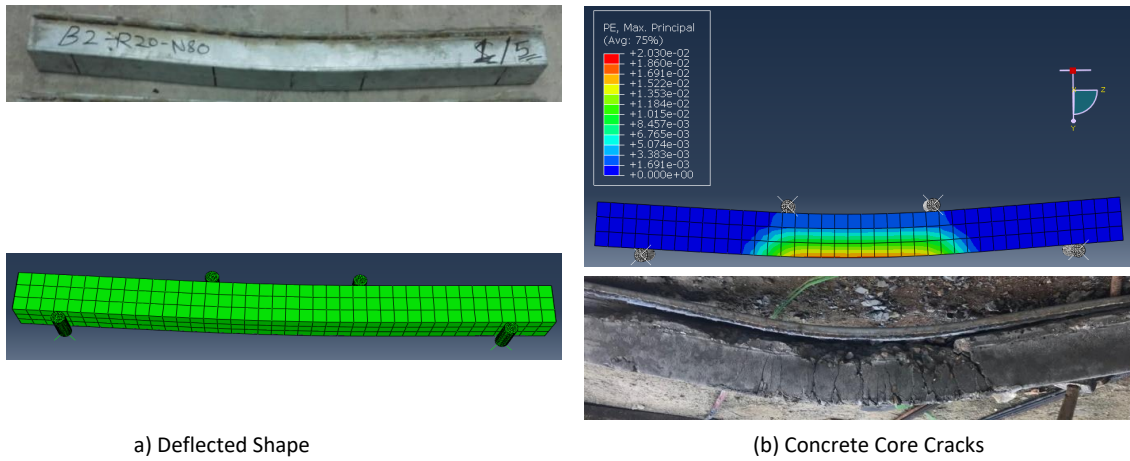 B2-R20-N80
PE, Max. Principal
(Avg: 75%)
+2.030e-02
+1.860e-02
+1.691e-02
+1.522e-02
+1.353e-02
+1.184e-02
+1.015e-02
+8.457e-03
+6.765e-03
+5.074e-03
+3.383e-03
+1.691e-03
+0.000e+00
Z
Y
a) Deflected Shape
(b) Concrete Core Cracks